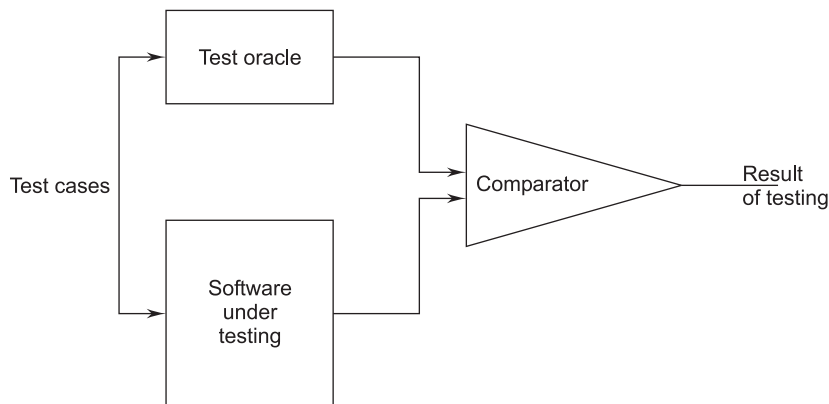 Test oracle
Test cases
Comparator
Result
of testing
Software
under
testing